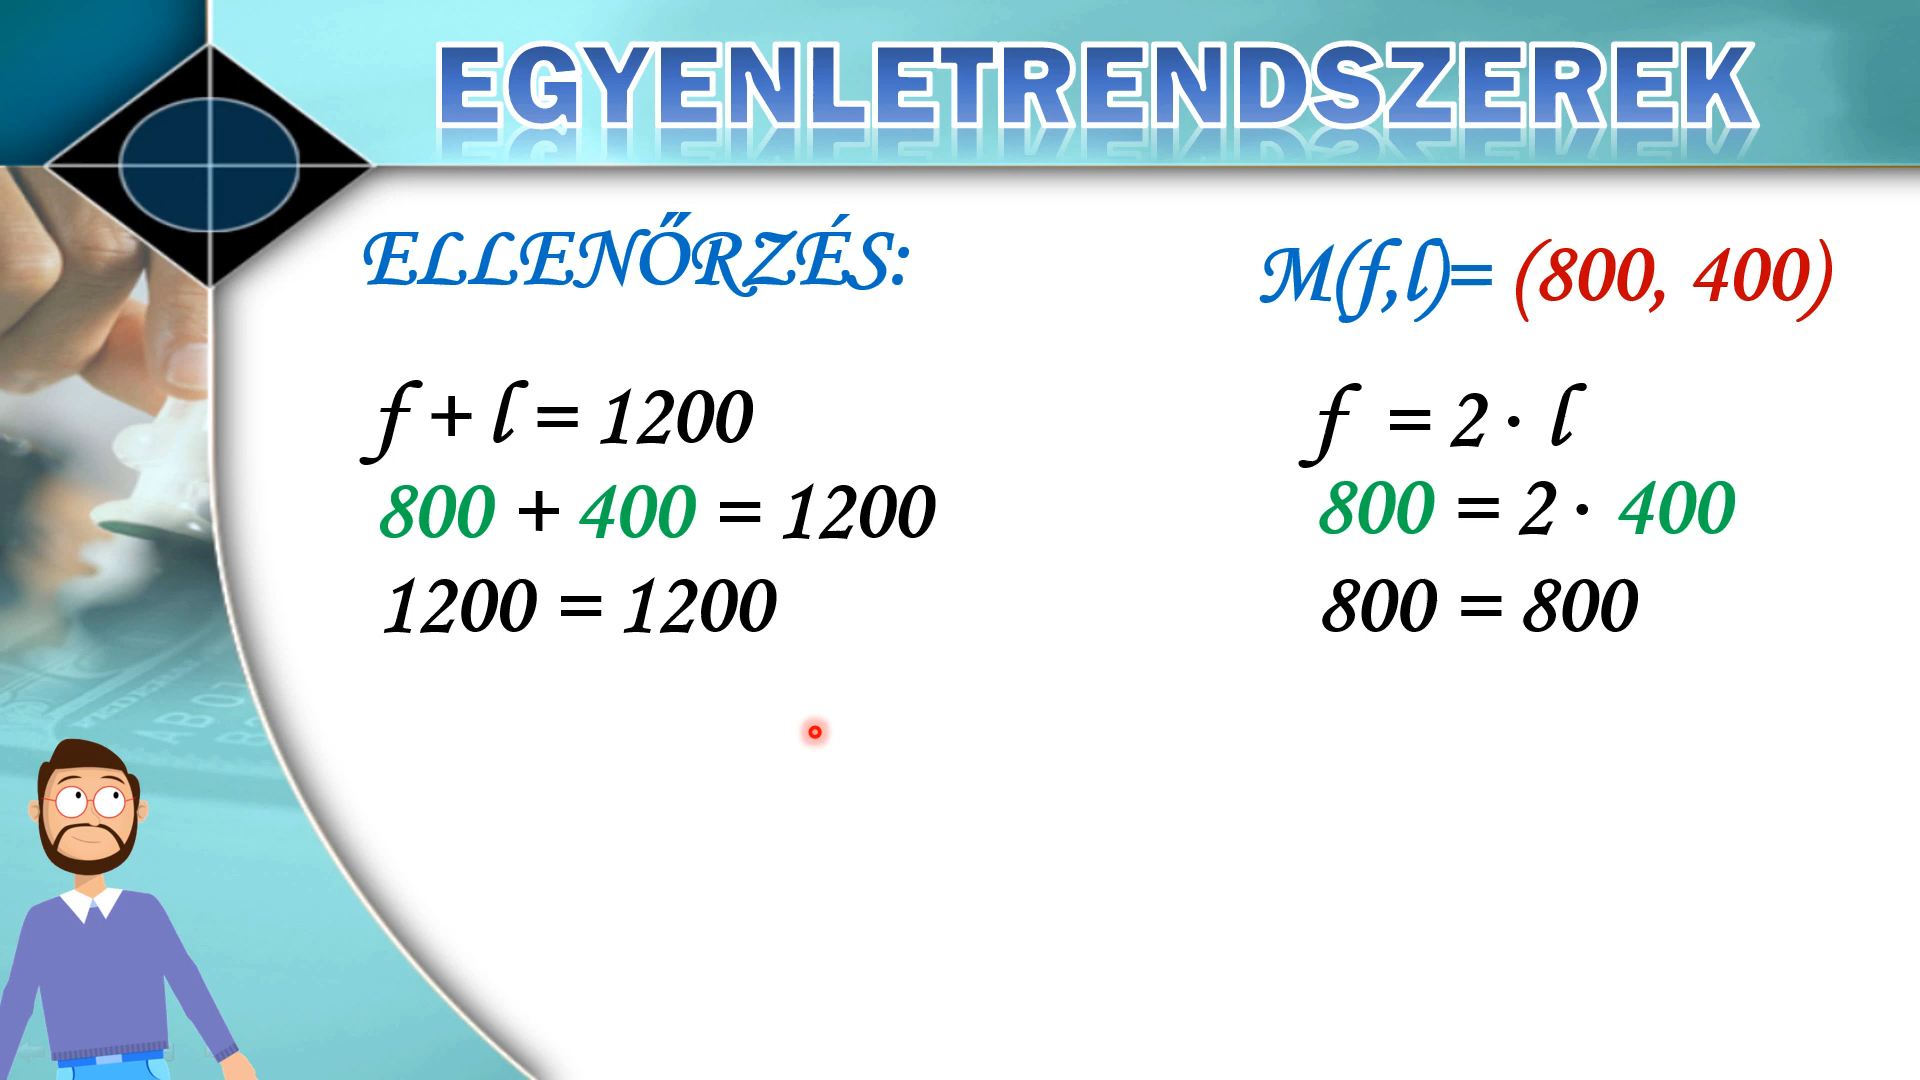 EGYENLETRENDSZEREK
ELLENŐRZÉS:
M(f,l)= (800, 400)
f + l = 1200
800 + 400 = 1200
1200 = 1200
f = 2 · l
800 = 2 · 400
800 = 800